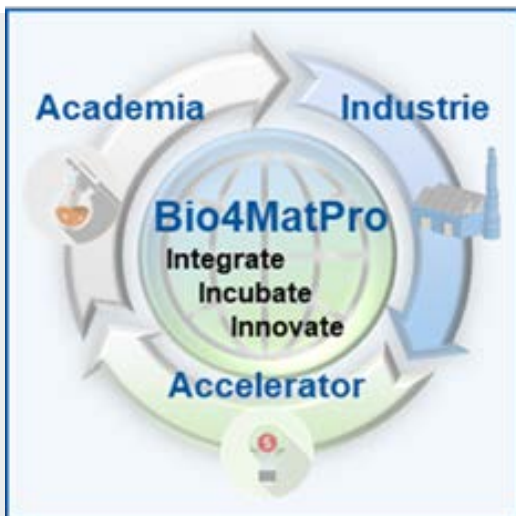 Academia
Industrie
Bio4MatPro
Integrate
Incubate
Innovate
Accelerator
$